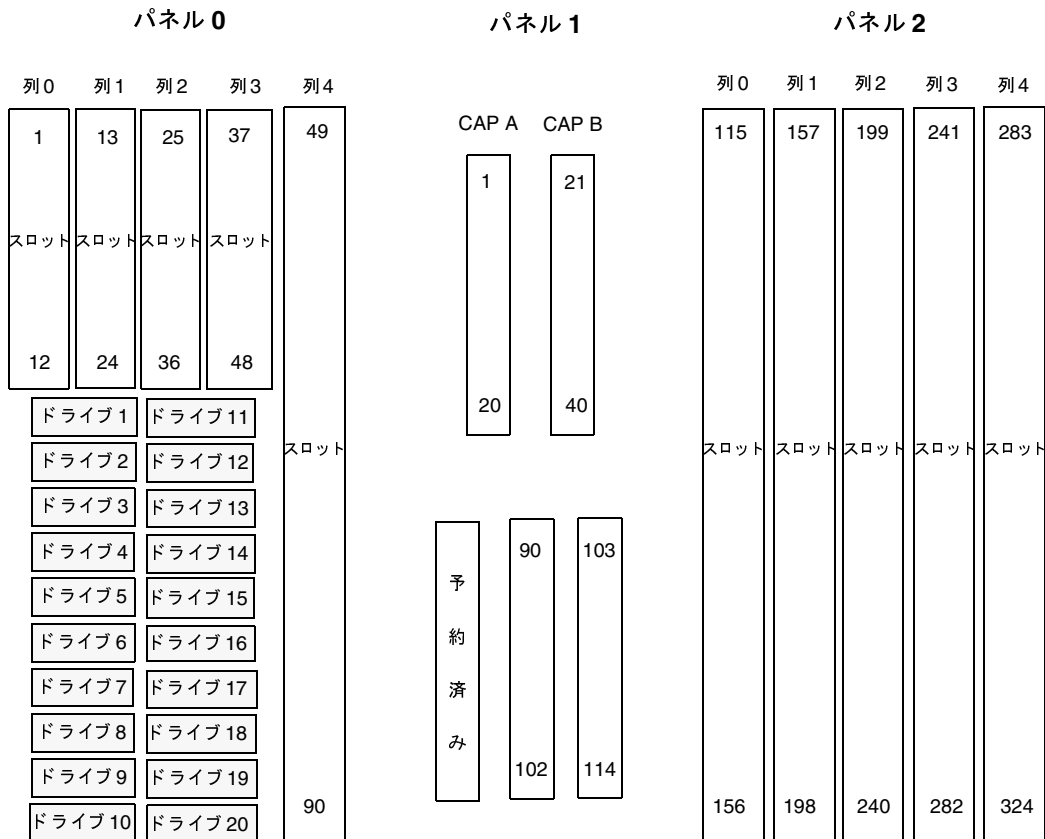 パネル 0
パネル 1
パネル 2
列0 列1 列2 列3 列4
列0 列1 列2 列3 列4
1 13 25 37 49
スロット スロット スロット スロット
12 24 36 48
スロット
90
ドライブ 1 ドライブ 11
ドライブ 2 ドライブ 12
ドライブ 3 ドライブ 13
ドライブ 4 ドライブ 14
ドライブ 5 ドライブ 15
ドライブ 6 ドライブ 16
ドライブ 7 ドライブ 17
ドライブ 8 ドライブ 18
ドライブ 9 ドライブ 19
ドライブ 10 ドライブ 20
CAP A CAP B
1 21
20 40
予約済み
90 103
102 114
115 157 199 241 283
スロット スロット スロット スロット スロット
156 198 240 282 324